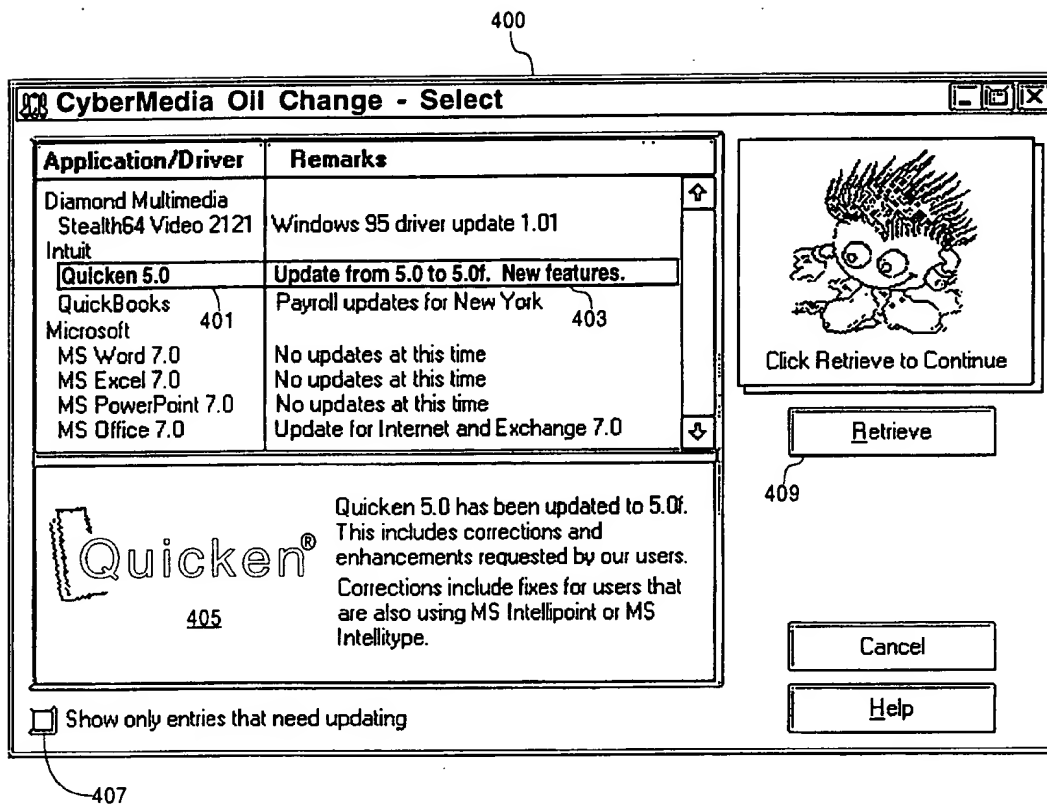 400
CyberMedia Oil Change - Select
Application/Driver Remarks
Diamond Multimedia
Stealth64 Video 2121 Windows 95 driver update 1.01
Intuit
Quicken 5.0 Update from 5.0 to 5.0f. New features.
QuickBooks Payroll updates for New York
401 403
Microsoft
MS Word 7.0 No updates at this time
MS Excel 7.0 No updates at this time
MS PowerPoint 7.0 No updates at this time
MS Office 7.0 Update for Internet and Exchange 7.0
Click Retrieve to Continue
Retrieve
409
Quicken®
405
Quicken 5.0 has been updated to 5.0f.
This includes corrections and
enhancements requested by our users.
Corrections include fixes for users that
are also using MS Intellipoint or MS
Intellitype.
Cancel
Help
Show only entries that need updating
407